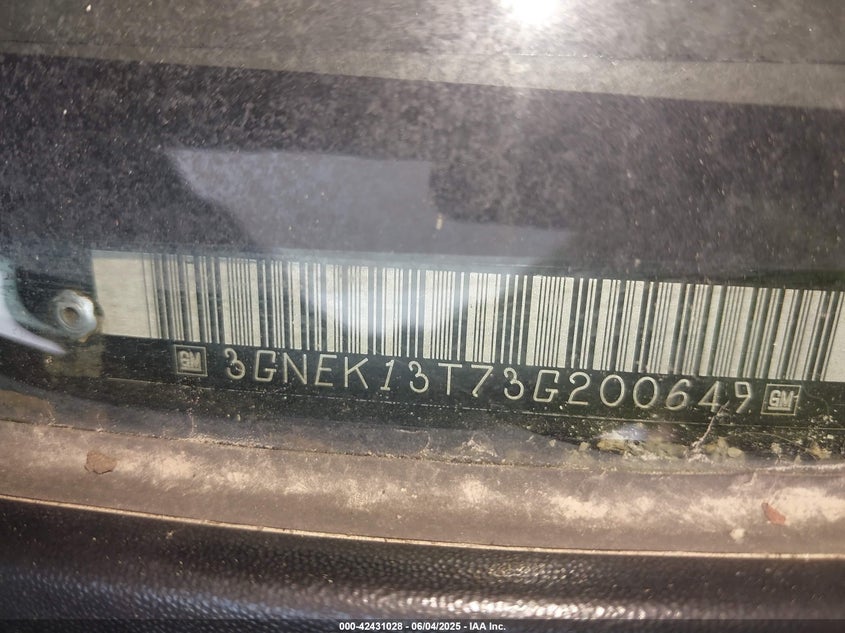 GM 3GNEK13T73G200649 GM
000-42431028 - 06/04/2025 - IAA Inc.